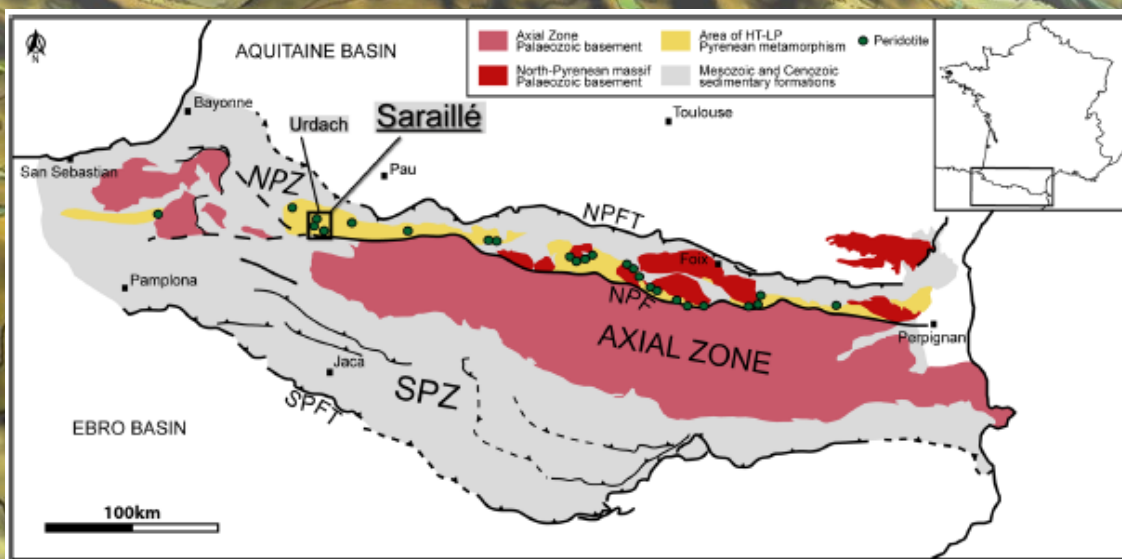 AQUITAINE BASIN
Axial Zone
Palaeozoic basement
North-Pyrenean massif
Palaeozoic basement
Area of HT-LP
Pyrenean metamorphism
Mesozoic and Cenozoic
sedimentary formations
Peridotite
N
Bayonne
Urdach
Saraillé
Toulouse
San Sebastian
NPZ
Pau
NPFT
Foix
Pamplona
NPF
Perpignan
AXIAL ZONE
Jaca
SPZ
SPFT
EBRO BASIN
100km